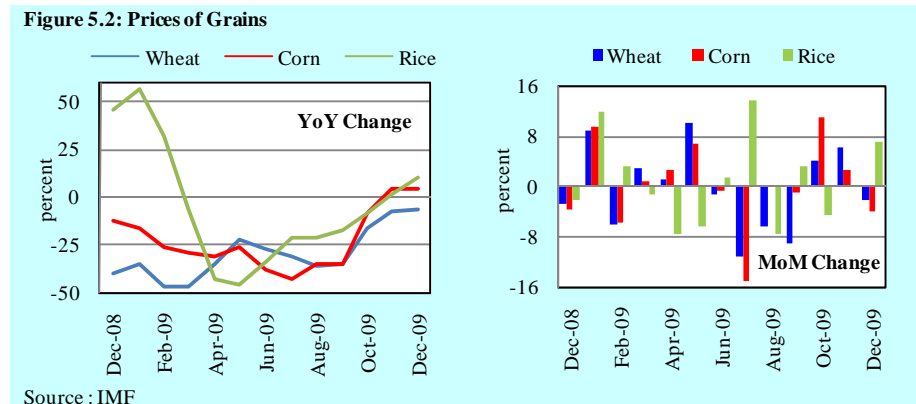 Figure 5.2: Prices of Grains
Wheat Corn Rice
YoY Change
percent
50
25
0
-25
-50
Dec-08
Feb-09
Apr-09
Jun-09
Aug-09
Oct-09
Dec-09
Wheat Corn Rice
percent
16
8
0
-8
-16
MoM Change
Dec-08
Feb-09
Apr-09
Jun-09
Aug-09
Oct-09
Dec-09
Source : IMF